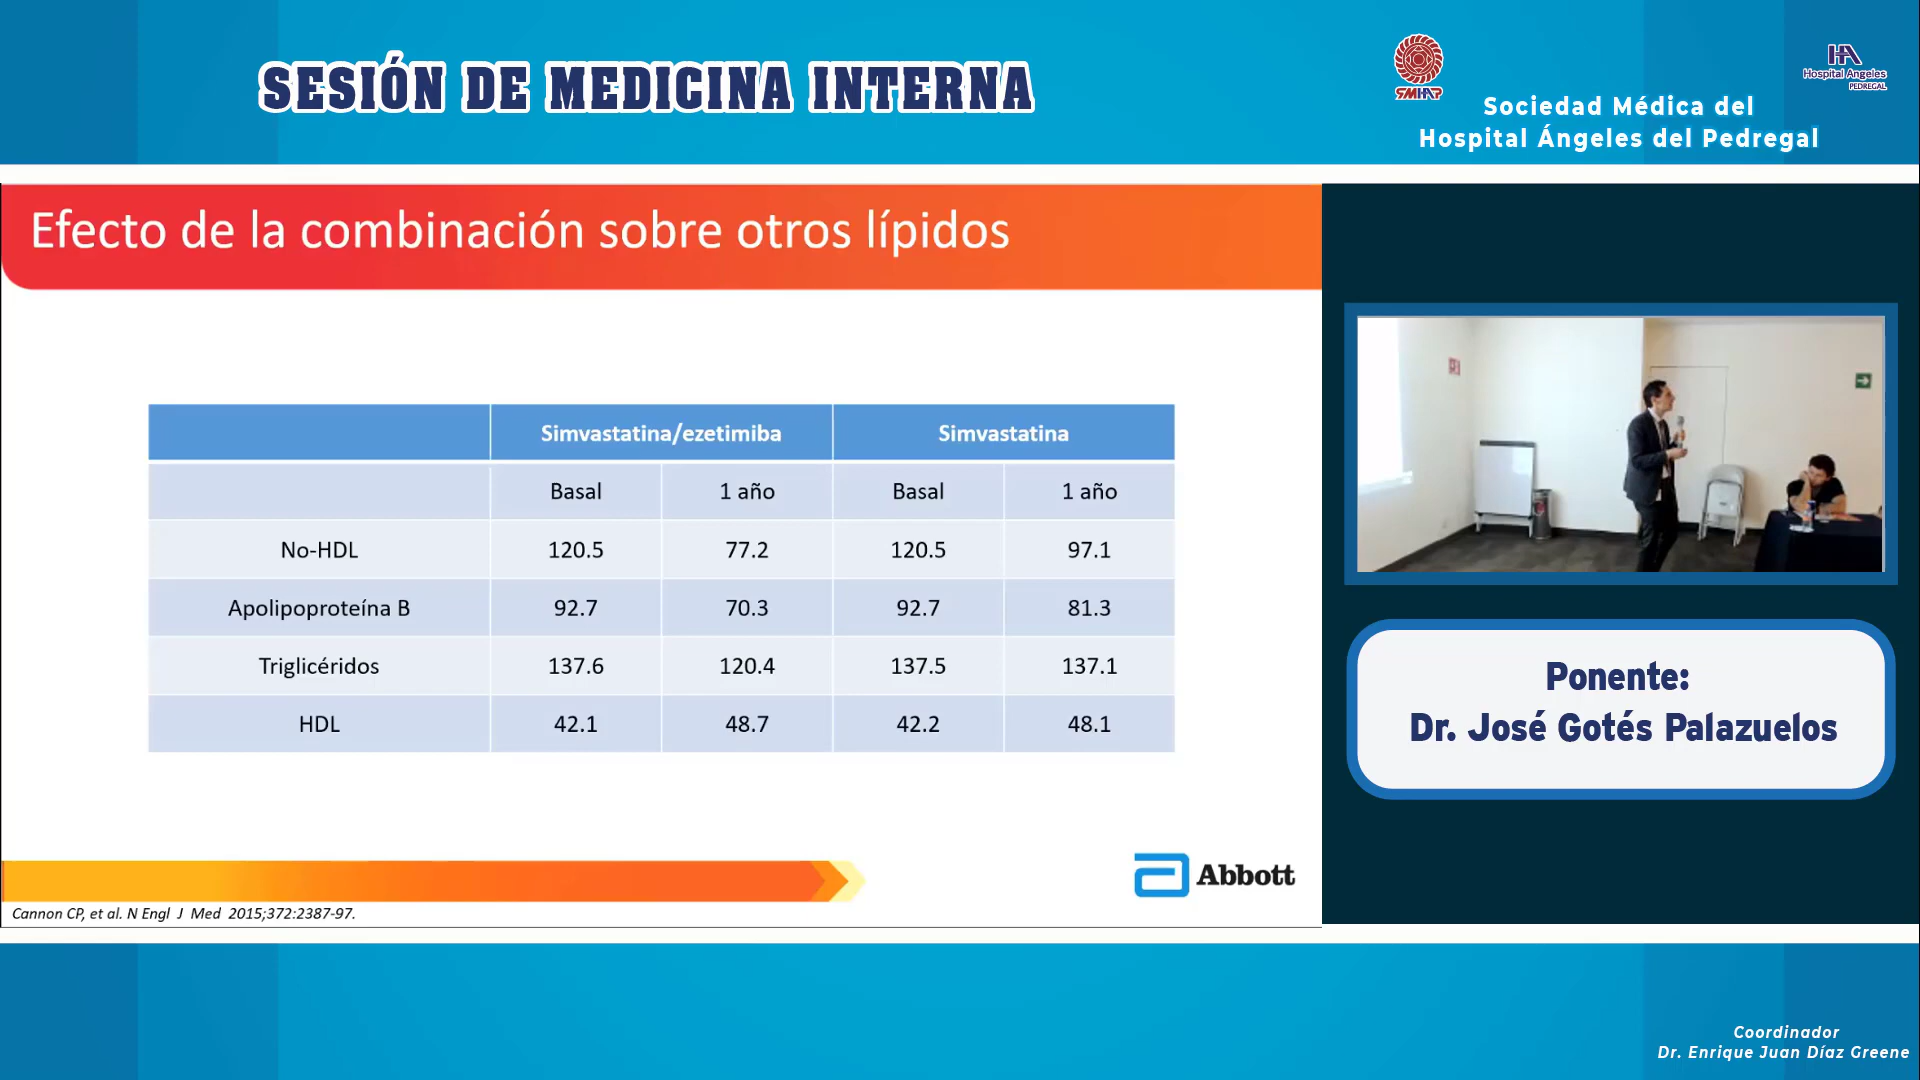 SESIÓN DE MEDICINA INTERNA
SMHAP
Sociedad Médica del
Hospital Ángeles del Pedregal
HA
Hospital Angeles
PEDREGAL
Efecto de la combinación sobre otros lípidos
Simvastatina/ezetimiba Simvastatina
Basal 1 año Basal 1 año
No-HDL 120.5 77.2 120.5 97.1
Apolipoproteína B 92.7 70.3 92.7 81.3
Triglicéridos 137.6 120.4 137.5 137.1
HDL 42.1 48.7 42.2 48.1
Abbott
Cannon CP, et al. N Engl J Med 2015;372:2387-97.
Ponente:
Dr. José Gotés Palazuelos
Coordinador
Dr. Enrique Juan Díaz Greene